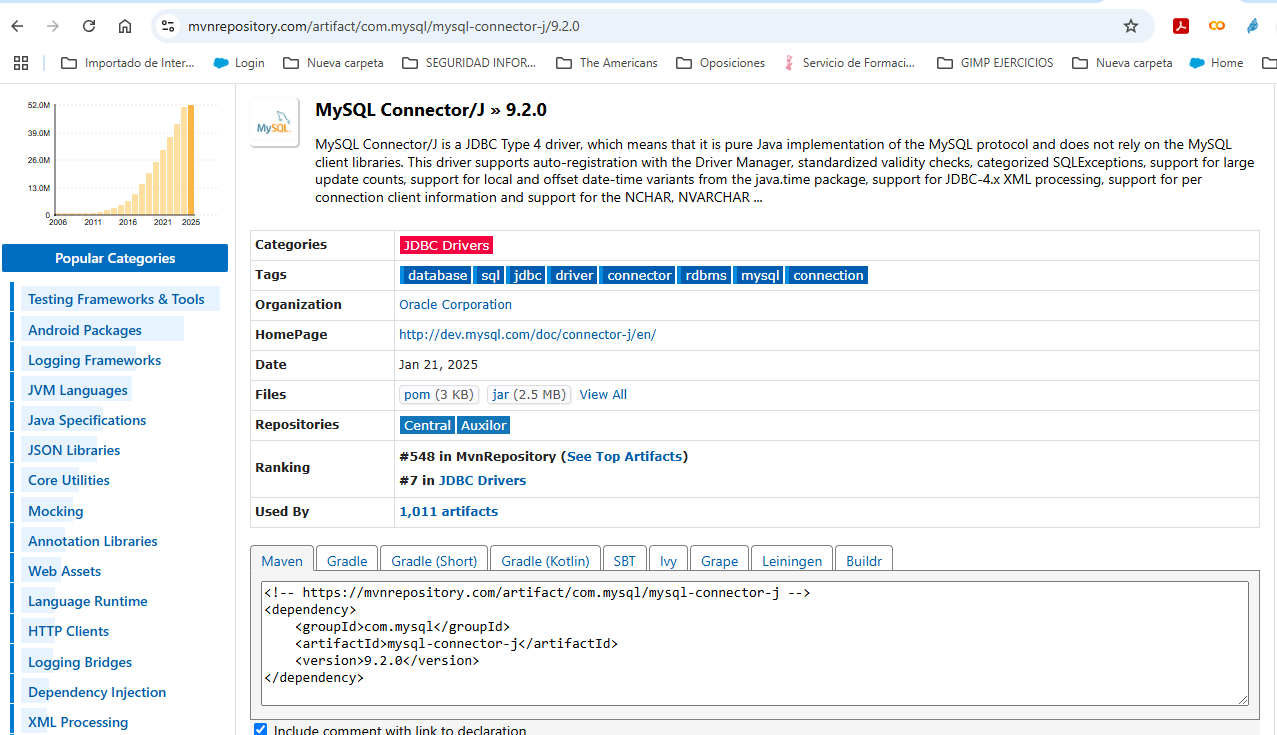 mvnrepository.com/artifact/com.mysql/mysql-connector-j/9.2.0
Importado de Inter...
Login
Nueva carpeta
SEGURIDAD INFOR...
The Americans
Oposiciones
Servicio de Formaci...
GIMP EJERCICIOS
Nueva carpeta
Home
52.0M
39.0M
26.0M
13.0M
0
2006 2011 2016 2021 2025
Popular Categories
Testing Frameworks & Tools
Android Packages
Logging Frameworks
JVM Languages
Java Specifications
JSON Libraries
Core Utilities
Mocking
Annotation Libraries
Web Assets
Language Runtime
HTTP Clients
Logging Bridges
Dependency Injection
XML Processing
MySQL
MySQL Connector/J » 9.2.0
MySQL Connector/J is a JDBC Type 4 driver, which means that it is pure Java implementation of the MySQL protocol and does not rely on the MySQL
client libraries. This driver supports auto-registration with the Driver Manager, standardized validity checks, categorized SQLExceptions, support for large
update counts, support for local and offset date-time variants from the java.time package, support for JDBC-4.x XML processing, support for per
connection client information and support for the NCHAR, NVARCHAR ...
Categories JDBC Drivers
Tags database sql jdbc driver connector rdbms mysql connection
Organization Oracle Corporation
HomePage http://dev.mysql.com/doc/connector-j/en/
Date Jan 21, 2025
Files pom (3 KB) jar (2.5 MB) View All
Repositories Central Auxilor
Ranking #548 in MvnRepository (See Top Artifacts)
#7 in JDBC Drivers
Used By 1,011 artifacts
Maven Gradle Gradle (Short) Gradle (Kotlin) SBT Ivy Grape Leiningen Buildr
<!-- https://mvnrepository.com/artifact/com.mysql/mysql-connector-j -->
<dependency>
    <groupId>com.mysql</groupId>
    <artifactId>mysql-connector-j</artifactId>
    <version>9.2.0</version>
</dependency>
Include comment with link to declaration